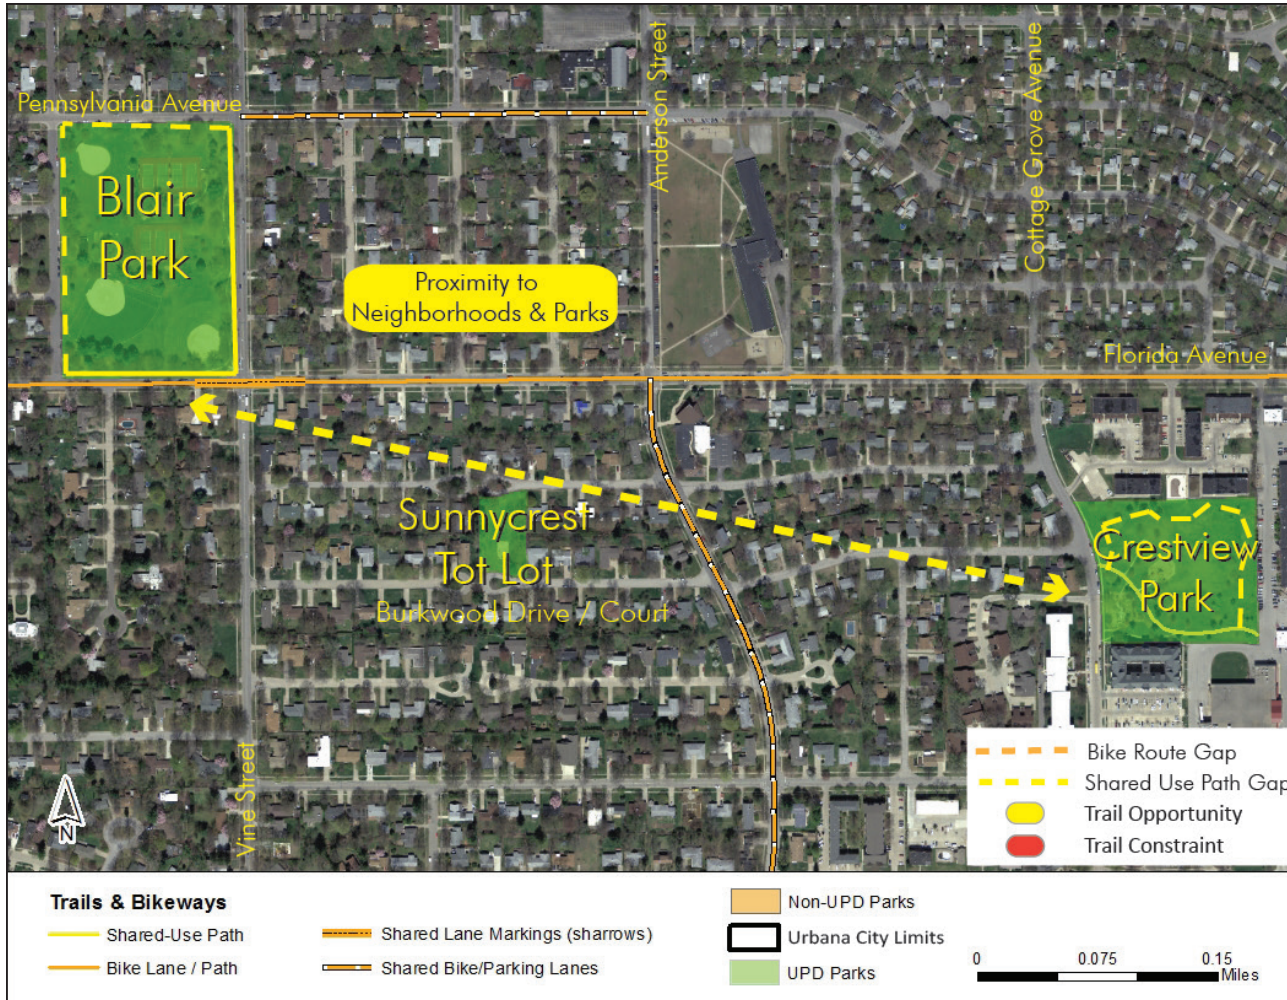 Pennsylvania Avenue
Anderson Street
Cottage Grove Avenue
Blair
Park
Proximity to
Neighborhoods & Parks
Florida Avenue
Sunnycrest
Tot Lot
Burkwood Drive / Court
Crestview
Park
Vine Street
N
Bike Route Gap
Shared Use Path Gap
Trail Opportunity
Trail Constraint
Trails & Bikeways
Shared-Use Path
Bike Lane / Path
Shared Lane Markings (sharrows)
Shared Bike/Parking Lanes
Non-UPD Parks
Urbana City Limits
UPD Parks
0 0.075 0.15
Miles